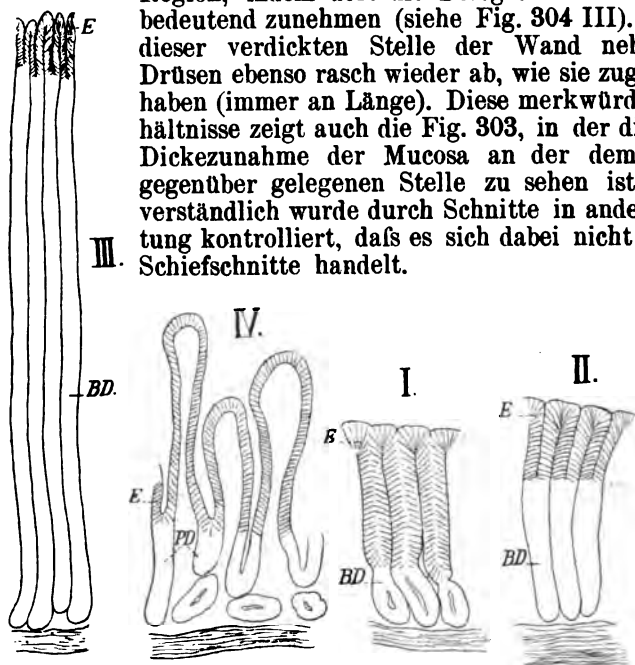 bedeutend zunehmen (siehe Fig. 304 III).
dieser verdickten Stelle der Wand neh
Drüsen ebenso rasch wieder ab, wie sie zug
haben (immer an Länge). Diese merkwürd
hältnisse zeigt auch die Fig. 303, in der di
Dickezunahme der Mucosa an der dem
gegenüber gelegenen Stelle zu sehen ist
verständlich wurde durch Schnitte in ande
tung kontrolliert, daſs es sich dabei nicht
Schiefschnitte handelt.
E
III.
BD.
IV.
E
PD
I.
E
BD.
II.
E
BD